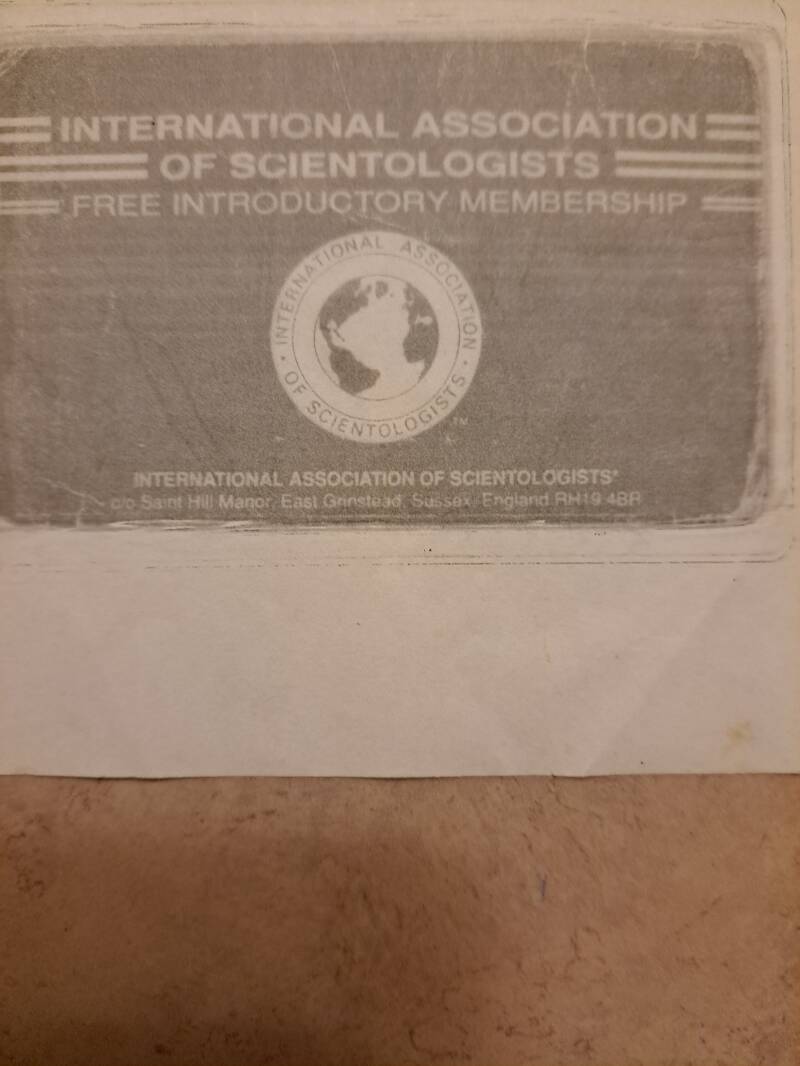 INTERNATIONAL ASSOCIATION
OF SCIENTOLOGISTS
FREE INTRODUCTORY MEMBERSHIP
• INTERNATIONAL ASSOCIATION •
OF SCIENTOLOGISTS
TM
INTERNATIONAL ASSOCIATION OF SCIENTOLOGISTS*
c/o Saint Hill Manor, East Grinstead, Sussex, England RH19 4BR